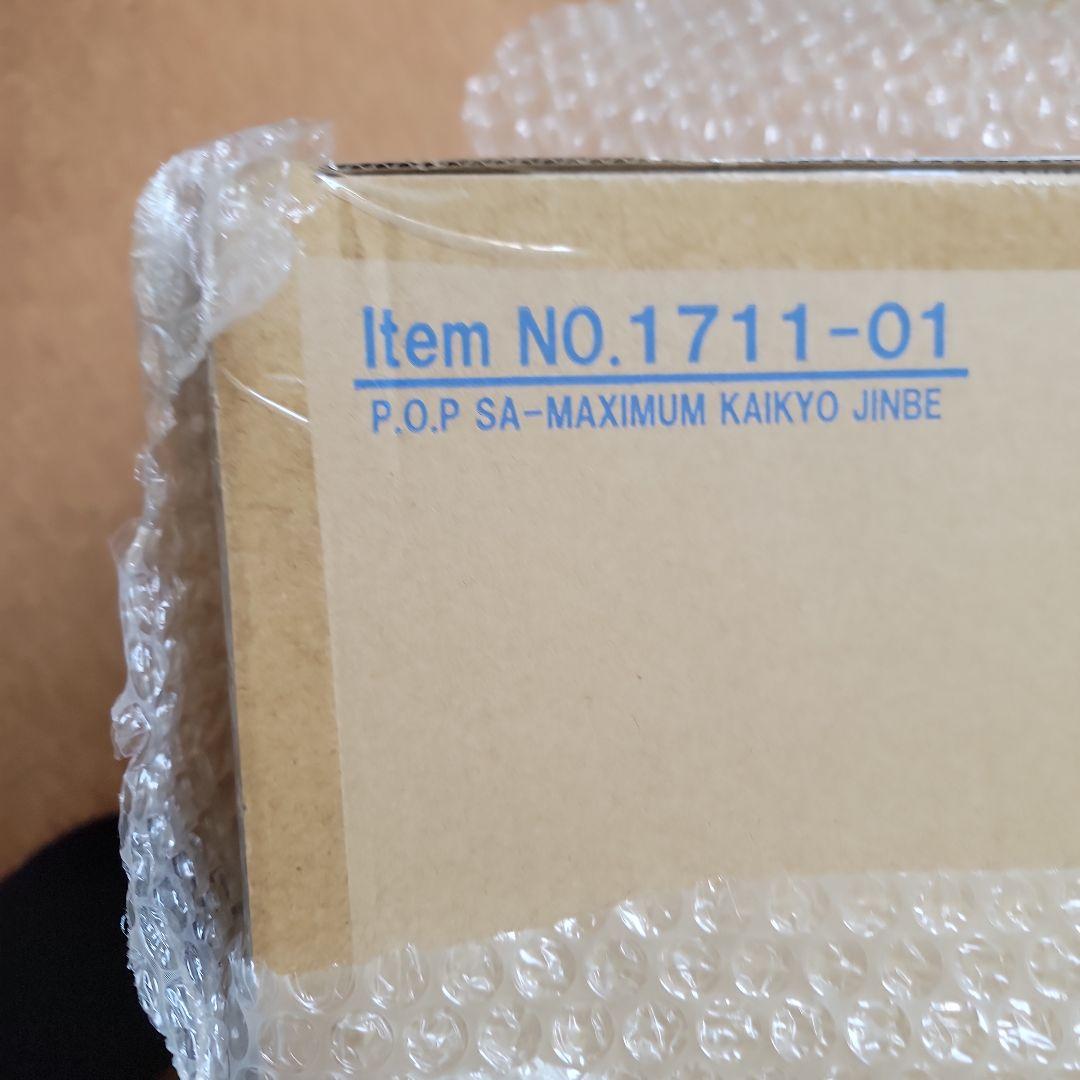 Item NO.1711-01
P.O.P SA-MAXIMUM KAIKYO JINBE